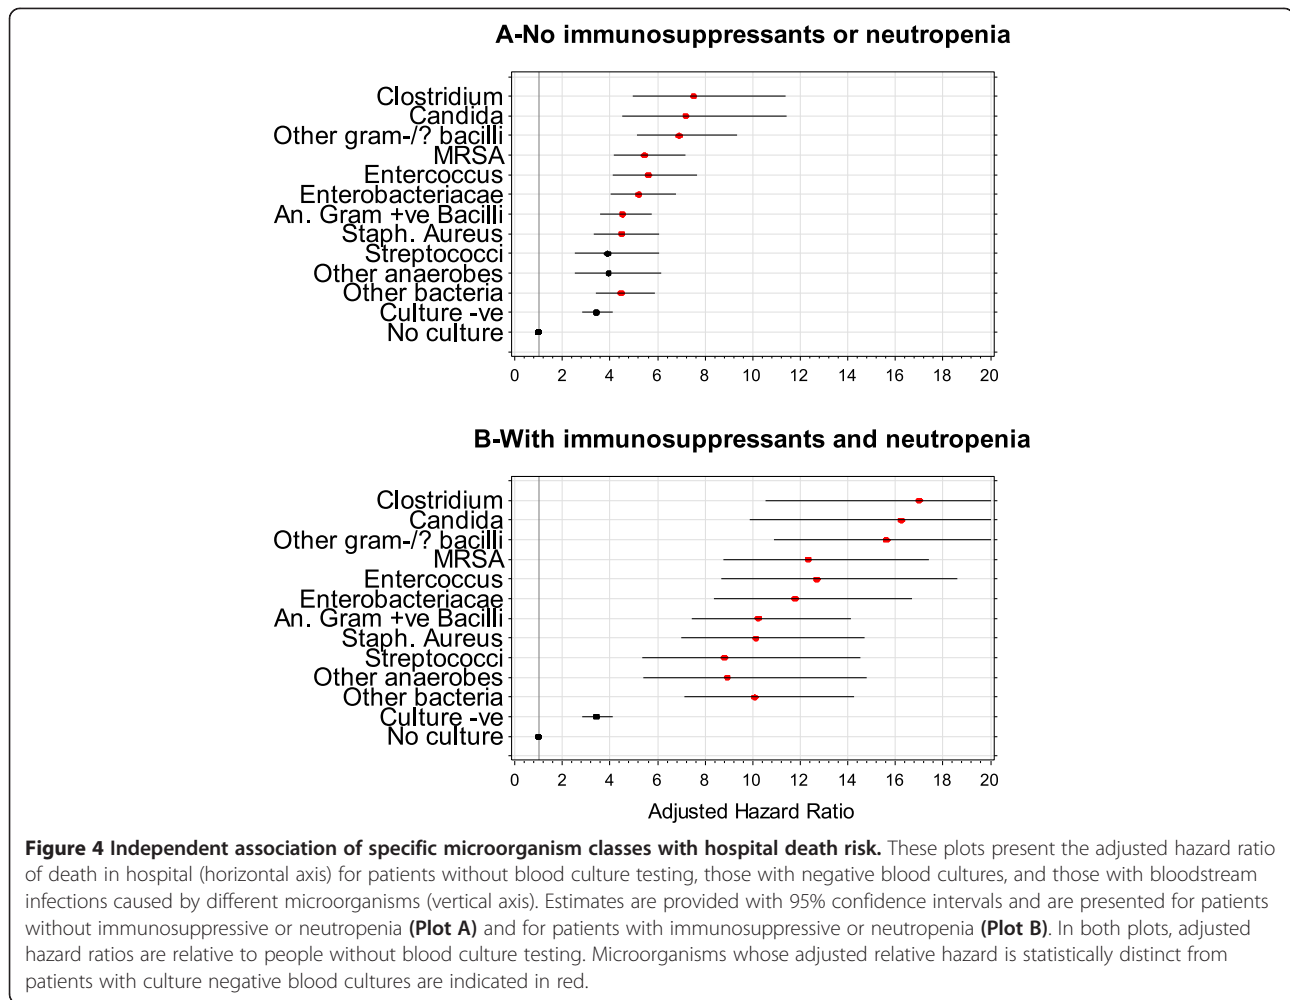 A-No immunosuppressants or neutropenia
Clostridium
Candida
Other gram-/? bacilli
MRSA
Entercoccus
Enterobacteriacae
An. Gram +ve Bacilli
Staph. Aureus
Streptococci
Other anaerobes
Other bacteria
Culture -ve
No culture
0 2 4 6 8 10 12 14 16 18 20
B-With immunosuppressants and neutropenia
Clostridium
Candida
Other gram-/? bacilli
MRSA
Entercoccus
Enterobacteriacae
An. Gram +ve Bacilli
Staph. Aureus
Streptococci
Other anaerobes
Other bacteria
Culture -ve
No culture
0 2 4 6 8 10 12 14 16 18 20
Adjusted Hazard Ratio
Figure 4 Independent association of specific microorganism classes with hospital death risk. These plots present the adjusted hazard ratio
of death in hospital (horizontal axis) for patients without blood culture testing, those with negative blood cultures, and those with bloodstream
infections caused by different microorganisms (vertical axis). Estimates are provided with 95% confidence intervals and are presented for patients
without immunosuppressive or neutropenia (Plot A) and for patients with immunosuppressive or neutropenia (Plot B). In both plots, adjusted
hazard ratios are relative to people without blood culture testing. Microorganisms whose adjusted relative hazard is statistically distinct from
patients with culture negative blood cultures are indicated in red.